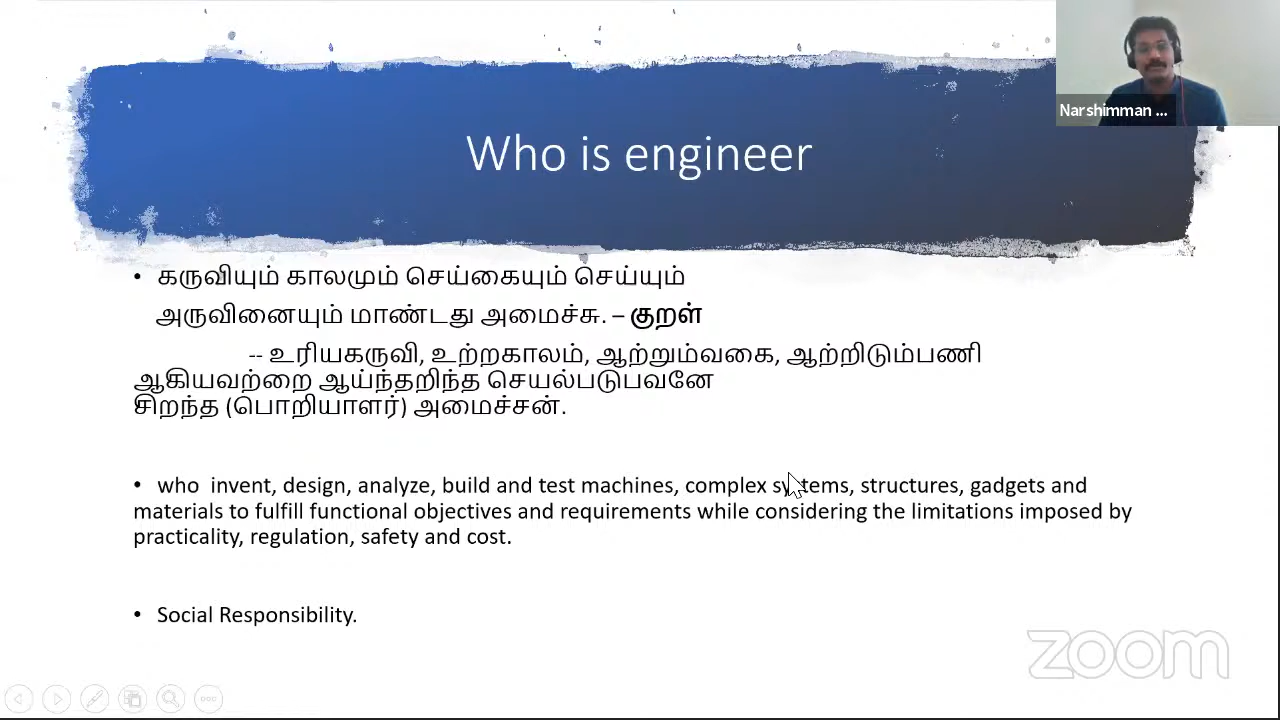 Narshimman ...
Who is engineer
• கருவியும் காலமும் செய்கையும் செய்யும்
அருவினையும் மாண்டது அமைச்சு. – குறள்
-- உரியகருவி, உற்றகாலம், ஆற்றும்வகை, ஆற்றிடும்பணி
ஆகியவற்றை ஆய்ந்தறிந்த செயல்படுபவனே
சிறந்த (பொறியாளர்) அமைச்சன்.
• who invent, design, analyze, build and test machines, complex systems, structures, gadgets and
materials to fulfill functional objectives and requirements while considering the limitations imposed by
practicality, regulation, safety and cost.
• Social Responsibility.
zoom